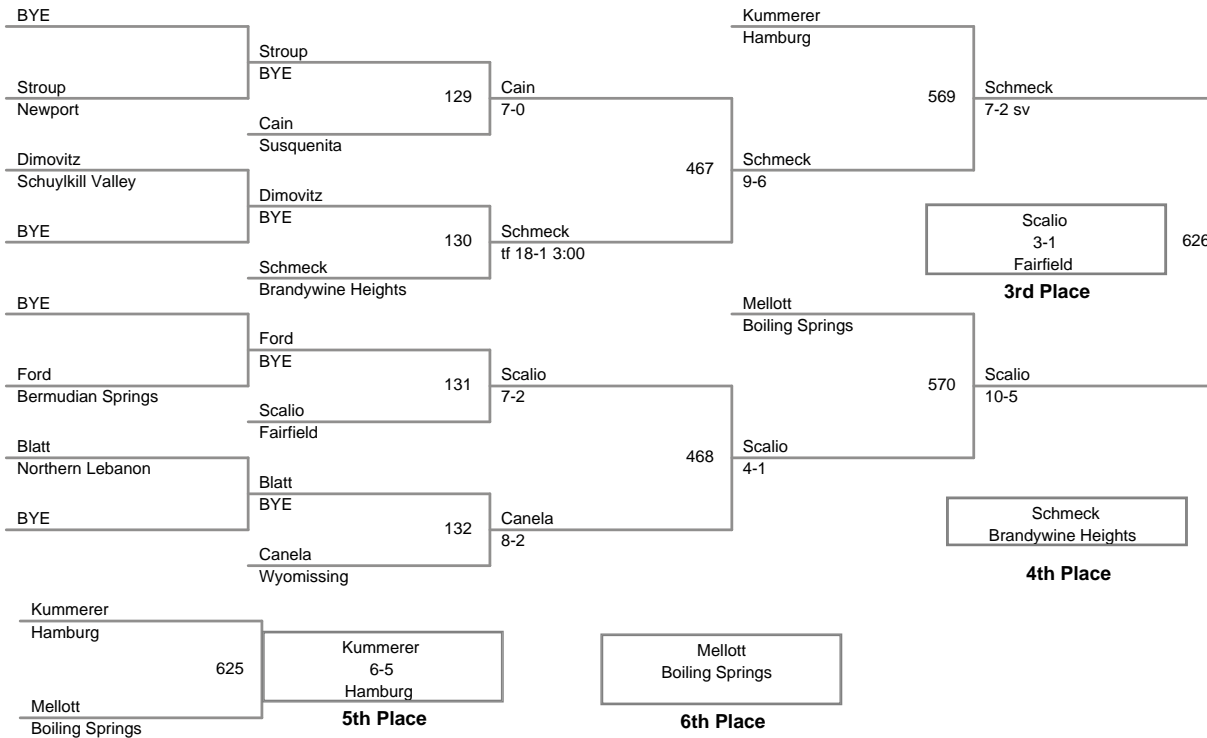 BYE
Stroup
Newport
Dimovitz
Schuylkill Valley
BYE
BYE
Ford
Bermudian Springs
Blatt
Northern Lebanon
BYE
Stroup
BYE
129
Cain
Susquenita
Dimovitz
BYE
130
Schmeck
Brandywine Heights
Ford
BYE
131
Scalio
Fairfield
Blatt
BYE
132
Canela
Wyomissing
Cain
7-0
467
Schmeck
tf 18-1 3:00
Scalio
7-2
468
Canela
8-2
Kummerer
Hamburg
569
Schmeck
9-6
Mellott
Boiling Springs
570
Scalio
4-1
Schmeck
7-2 sv
Scalio
3-1
Fairfield
626
3rd Place
Scalio
10-5
Schmeck
Brandywine Heights
4th Place
Kummerer
Hamburg
625
Mellott
Boiling Springs
Kummerer
6-5
Hamburg
5th Place
Mellott
Boiling Springs
6th Place